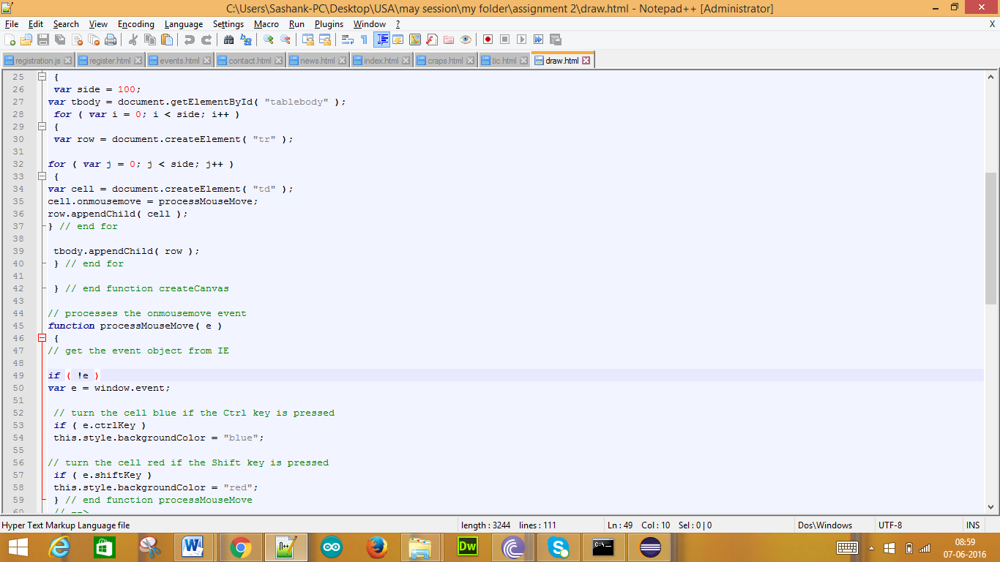 C:\Users\Sashank-PC\Desktop\USA\may session\my folder\assignment 2\draw.html - Notepad++ [Administrator]
File Edit Search View Encoding Language Settings Macro Run Plugins Window ? X
registration.js register.html events.html contact.html news.html index.html craps.html tic.html draw.html
25 {
26 var side = 100;
27 var tbody = document.getElementById( "tablebody" );
28 for ( var i = 0; i < side; i++ )
29 {
30 var row = document.createElement( "tr" );
31
32 for ( var j = 0; j < side; j++ )
33 {
34 var cell = document.createElement( "td" );
35 cell.onmousemove = processMouseMove;
36 row.appendChild( cell );
37 } // end for
38
39 tbody.appendChild( row );
40 } // end for
41
42 } // end function createCanvas
43
44 // processes the onmousemove event
45 function processMouseMove( e )
46 {
47 // get the event object from IE
48
49 if ( !e )
50 var e = window.event;
51
52 // turn the cell blue if the Ctrl key is pressed
53 if ( e.ctrlKey )
54 this.style.backgroundColor = "blue";
55
56 // turn the cell red if the Shift key is pressed
57 if ( e.shiftKey )
58 this.style.backgroundColor = "red";
59 } // end function processMouseMove
60 // -->
Hyper Text Markup Language file length : 3244 lines : 111 Ln : 49 Col : 10 Sel : 0 | 0 Dos\Windows UTF-8 INS
08:59
07-06-2016